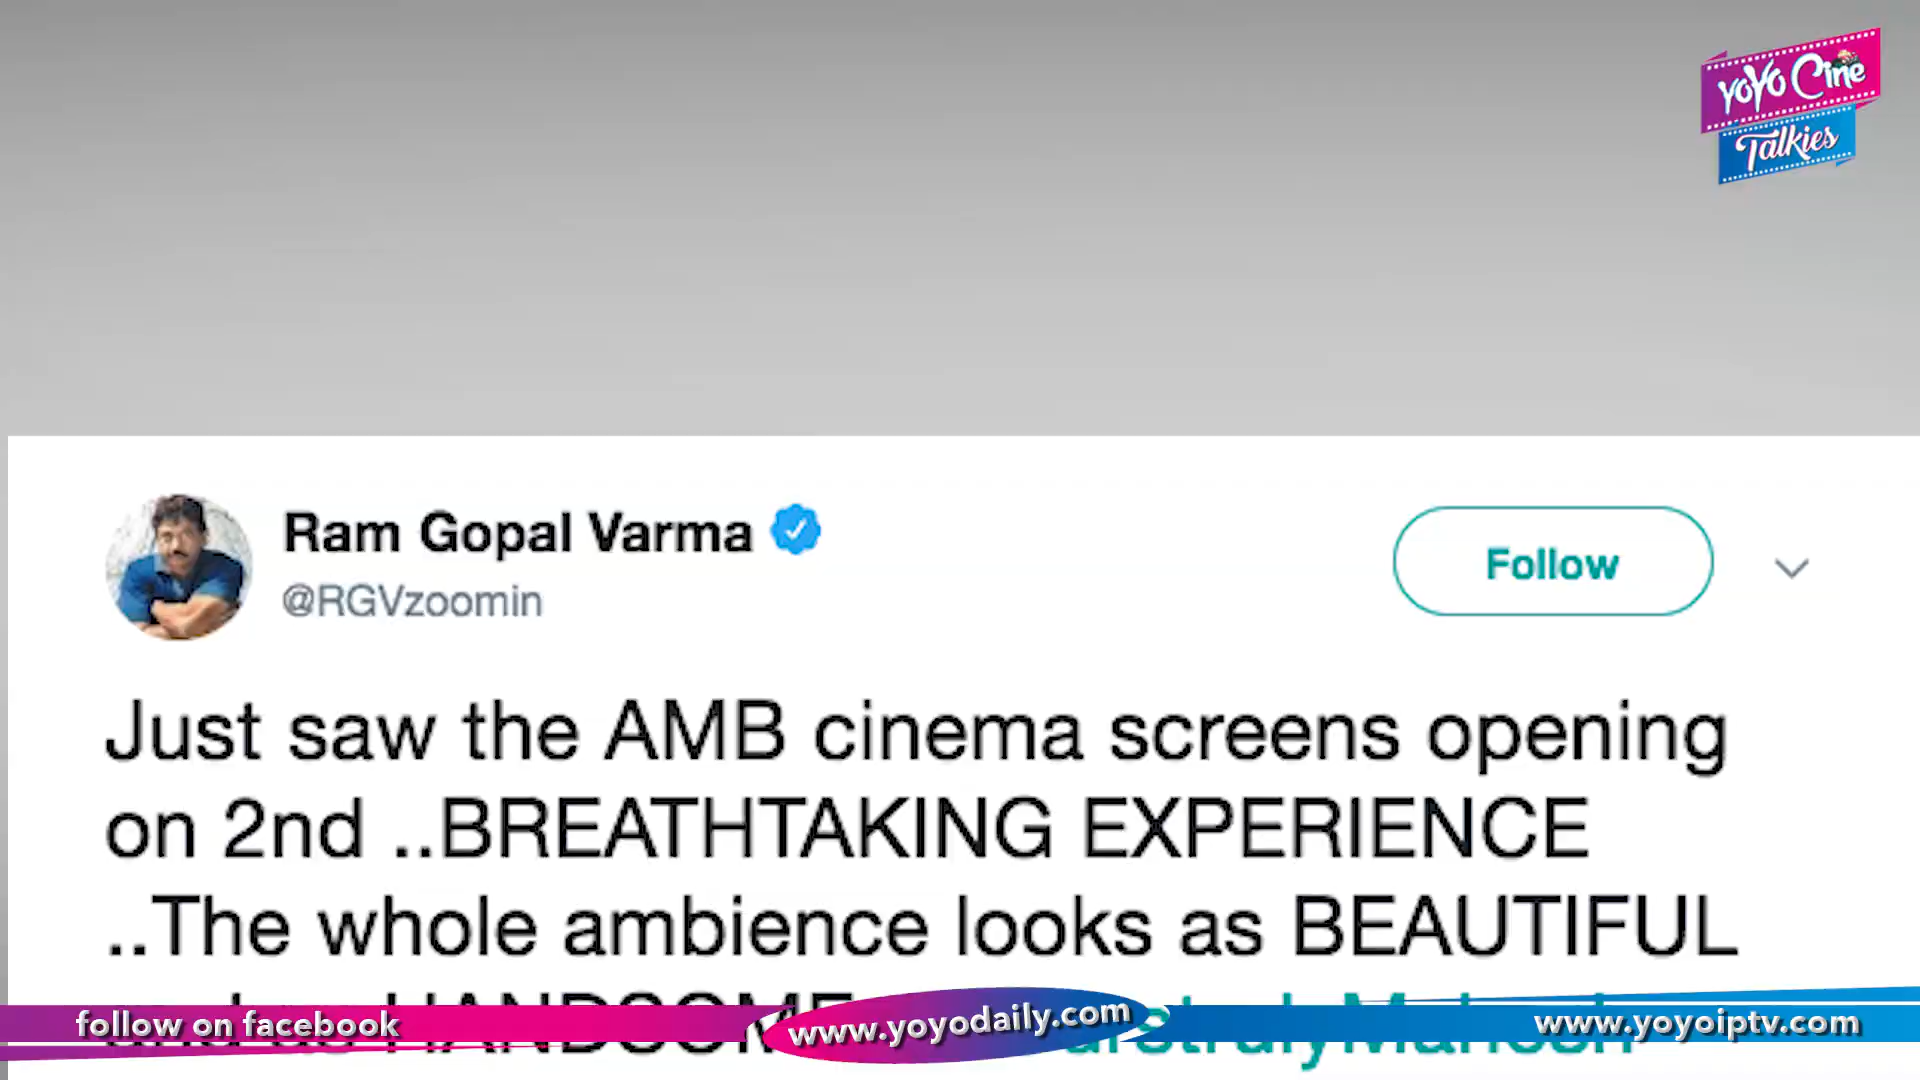 YoYo Cine
Talkies
Ram Gopal Varma
@RGVzoomin
Follow
Just saw the AMB cinema screens opening
on 2nd ..BREATHTAKING EXPERIENCE
..The whole ambience looks as BEAUTIFUL
HANDSOME
follow on facebook
www.yoyodaily.com
www.yoyoiptv.com